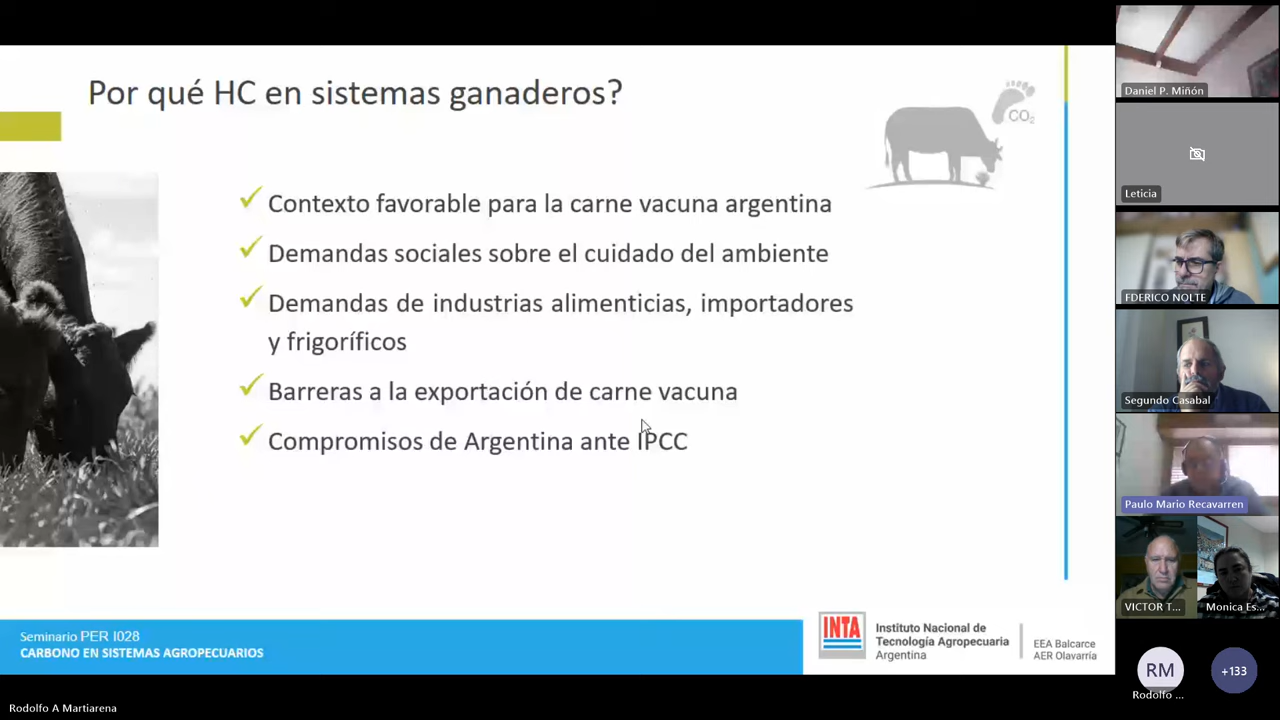 Por qué HC en sistemas ganaderos?
CO₂
Contexto favorable para la carne vacuna argentina
Demandas sociales sobre el cuidado del ambiente
Demandas de industrias alimenticias, importadores
y frigoríficos
Barreras a la exportación de carne vacuna
Compromisos de Argentina ante IPCC
Seminario PER I028
CARBONO EN SISTEMAS AGROPECUARIOS
INTA
Instituto Nacional de
Tecnología Agropecuaria
Argentina
EEA Balcarce
AER Olavarría
Rodolfo A Martiarena
Daniel P. Miñón
Leticia
FDERICO NOLTE
Segundo Casabal
Paulo Mario Recavarren
VICTOR T...
Monica Es...
RM
Rodolfo ...
+133